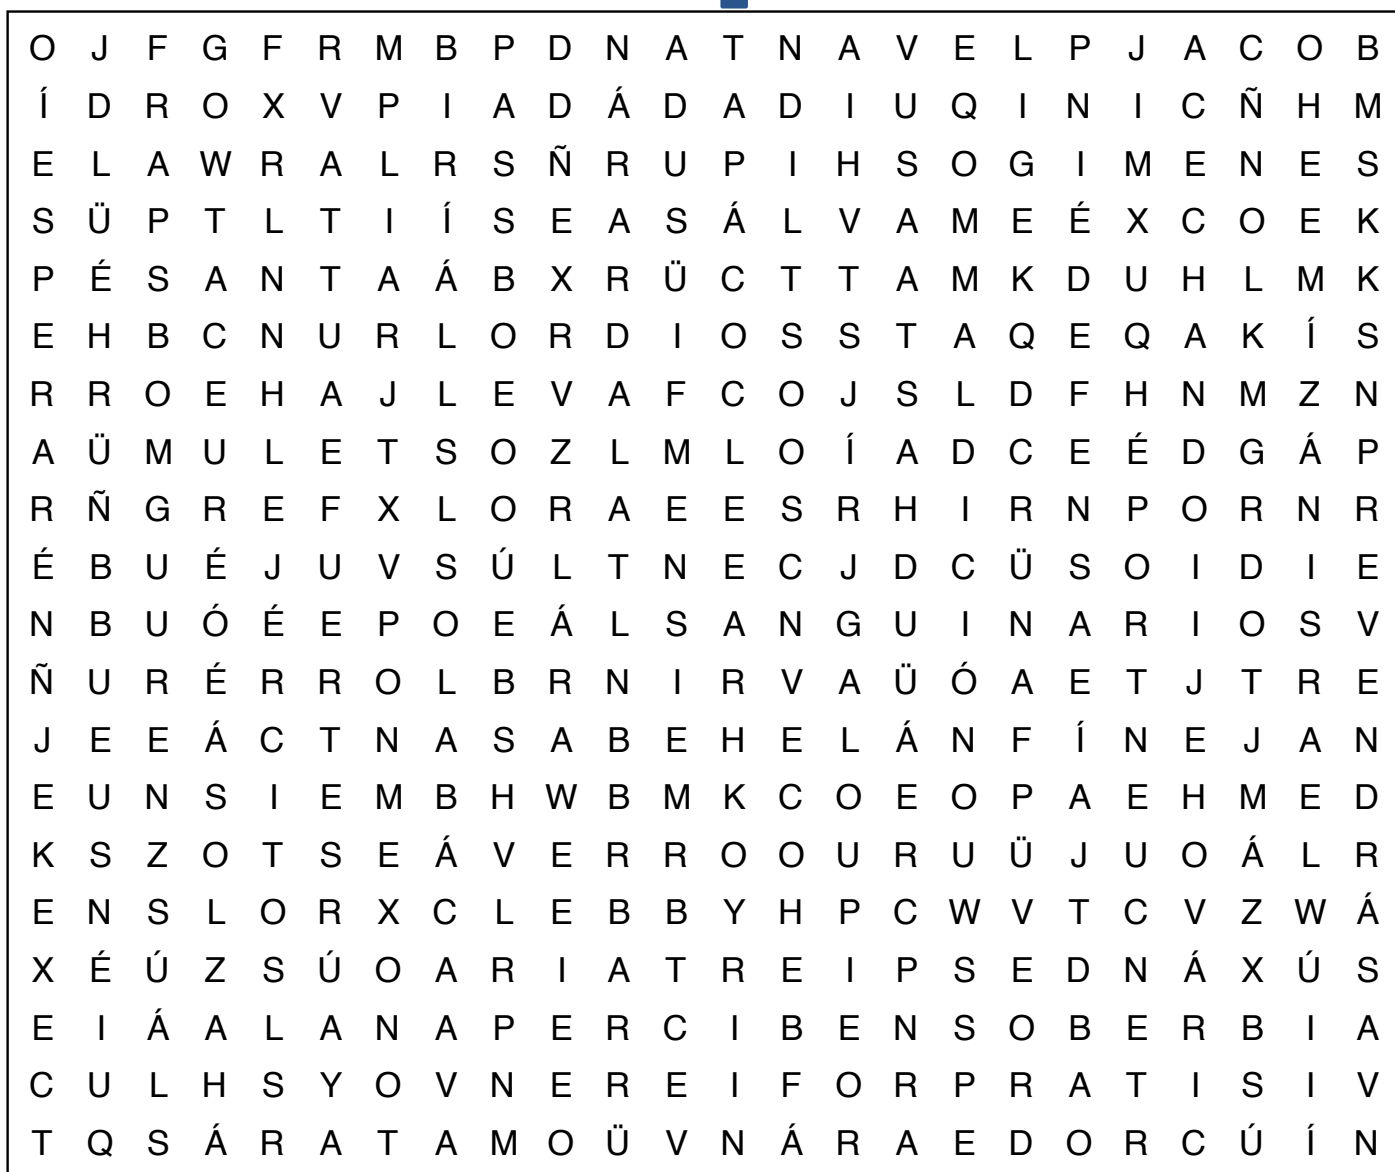 O J F G F R M B P D N A T N A V E L P J A C O B
Í D R O X V P I A D Á D A D I U Q I N I C Ñ H M
E L A W R A L R S Ñ R U P I H S O G I M E N E S
S Ü P T L T I Í S E A S Á L V A M E É X C O E K
P É S A N T A Á B X R Ü C T T A M K D U H L M K
E H B C N U R L O R D I O S S T A Q E Q A K Í S
R R O E H A J L E V A F C O J S L D F H N M Z N
A Ü M U L E T S O Z L M L O Í A D C E É D G Á P
R Ñ G R E F X L O R A E E S R H I R N P O R N R
É B U É J U V S Ú L T N E C J D C Ü S O I D I E
N B U Ó É E P O E Á L S A N G U I N A R I O S V
Ñ U R É R R O L B R N I R V A Ü Ó A E T J T R E
J E E Á C T N A S A B E H E L Á N F Í N E J A N
E U N S I E M B H W B M K C O E O P A E H M E D
K S Z O T S E Á V E R R O O U R U Ü J U O Á L R
E N S L O R X C L E B B Y H P C W V T C V Z W Á
X É Ú Z S Ú O A R I A T R E I P S E D N Á X Ú S
E I Á A L A N A P E R C I B E N S O B E R B I A
C U L H S Y O V N E R E I F O R P R A T I S I V
T Q S Á R A T A M O Ü V N Á R A E D O R C Ú Í N